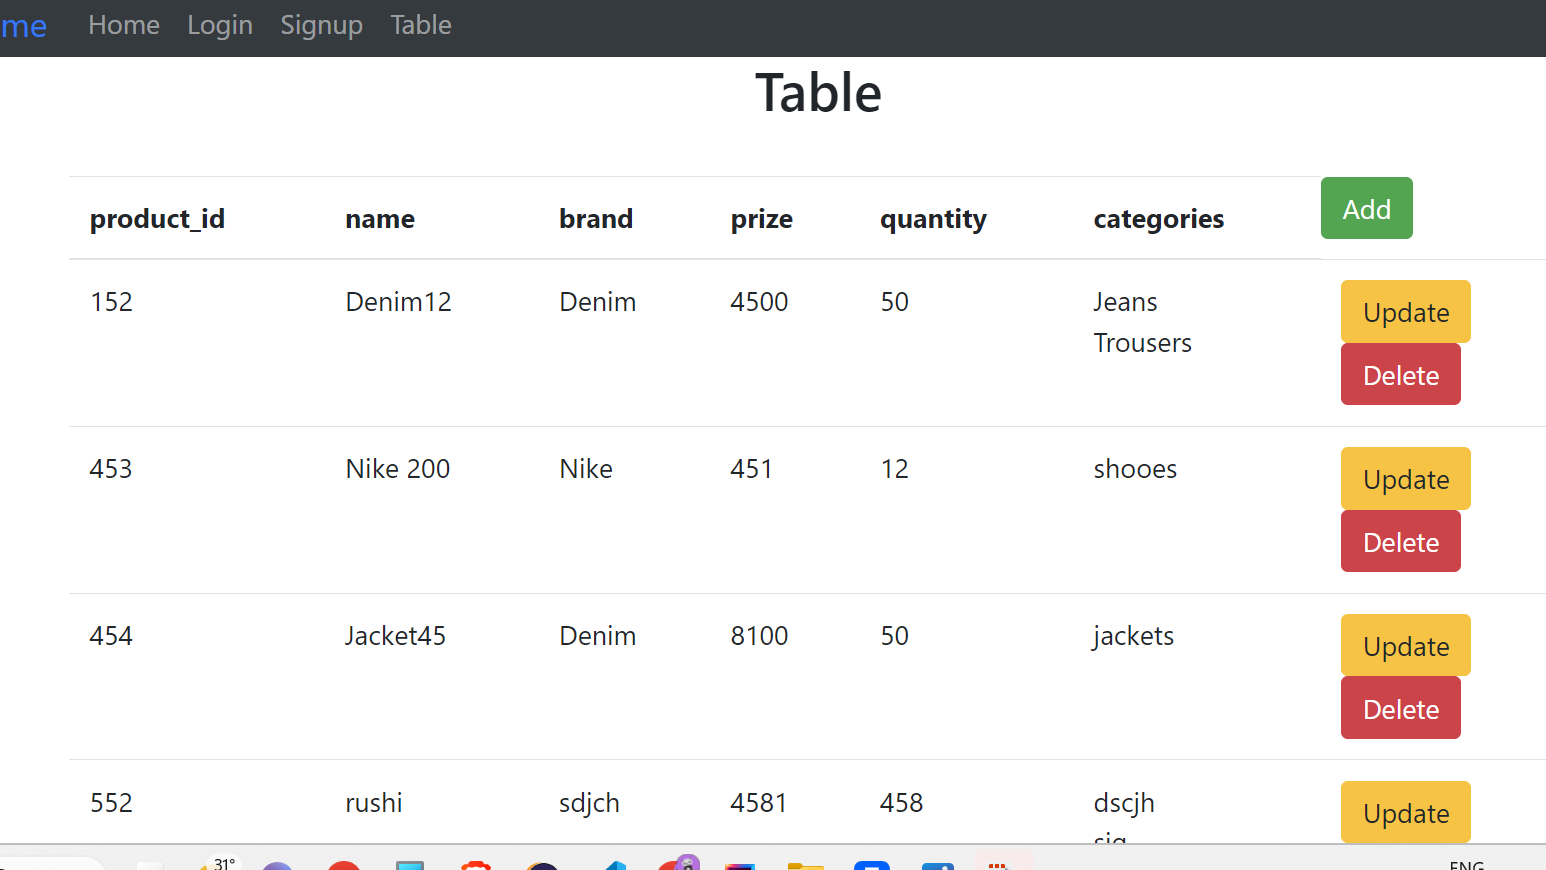 me Home Login Signup Table
Table
product_id name brand prize quantity categories Add
152 Denim12 Denim 4500 50 Jeans Update
Trousers
Delete
453 Nike 200 Nike 451 12 shooes Update
Delete
454 Jacket45 Denim 8100 50 jackets Update
Delete
552 rushi sdjch 4581 458 dscjh Update
31°
ENG